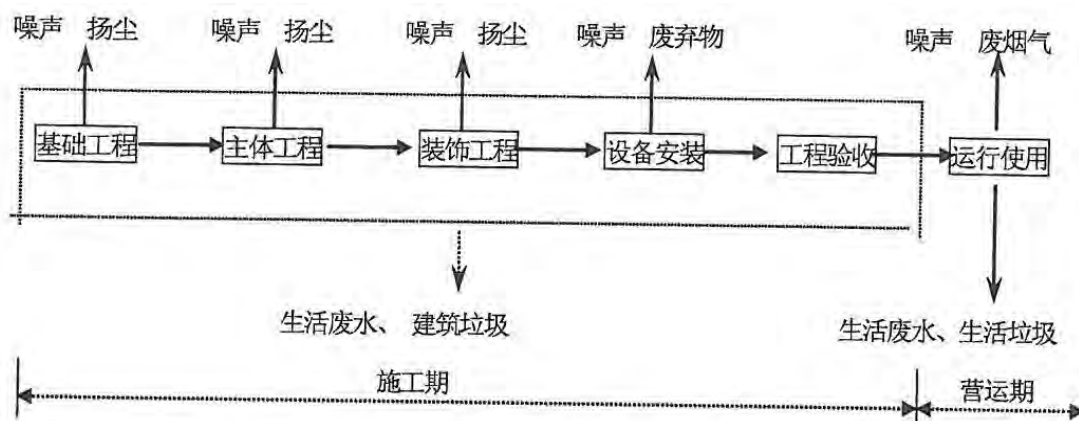 噪声 扬尘 噪声 扬尘 噪声 扬尘 噪声 废弃物 噪声 废烟气
基础工程 主体工程 装饰工程 设备安装 工程验收 运行使用
生活废水、 建筑垃圾 生活废水、生活垃圾
施工期 营运期